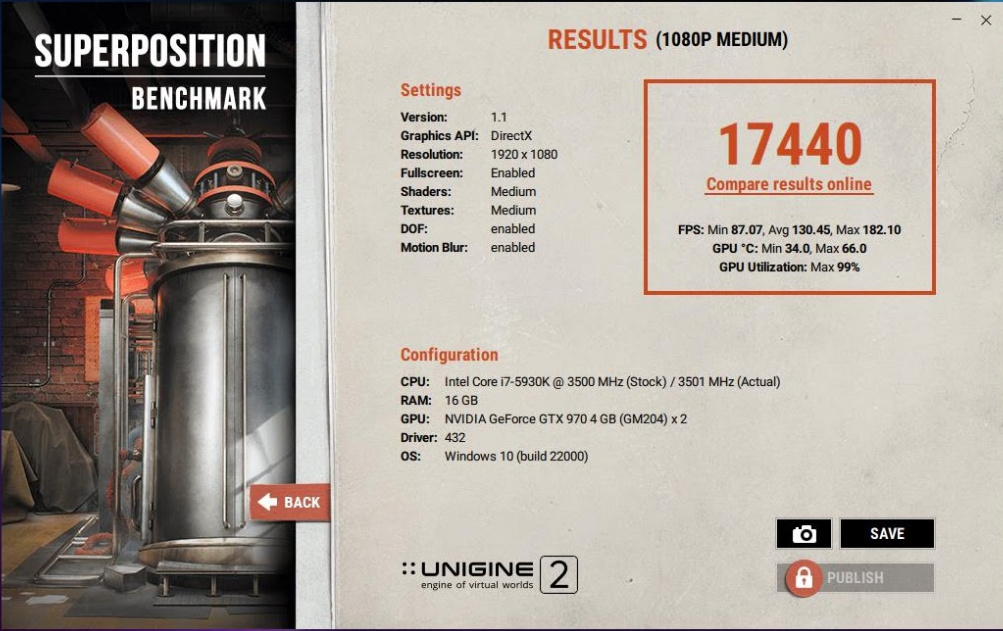 SUPERPOSITION
BENCHMARK
RESULTS (1080P MEDIUM)
Settings
Version: 1.1
Graphics API: DirectX
Resolution: 1920 x 1080
Fullscreen: Enabled
Shaders: Medium
Textures: Medium
DOF: enabled
Motion Blur: enabled
17440
Compare results online
FPS: Min 87.07, Avg 130.45, Max 182.10
GPU °C: Min 34.0, Max 66.0
GPU Utilization: Max 99%
Configuration
CPU: Intel Core i7-5930K @ 3500 MHz (Stock) / 3501 MHz (Actual)
RAM: 16 GB
GPU: NVIDIA GeForce GTX 970 4 GB (GM204) x 2
Driver: 432
OS: Windows 10 (build 22000)
BACK
SAVE
PUBLISH
UNIGINE 2
engine of virtual worlds